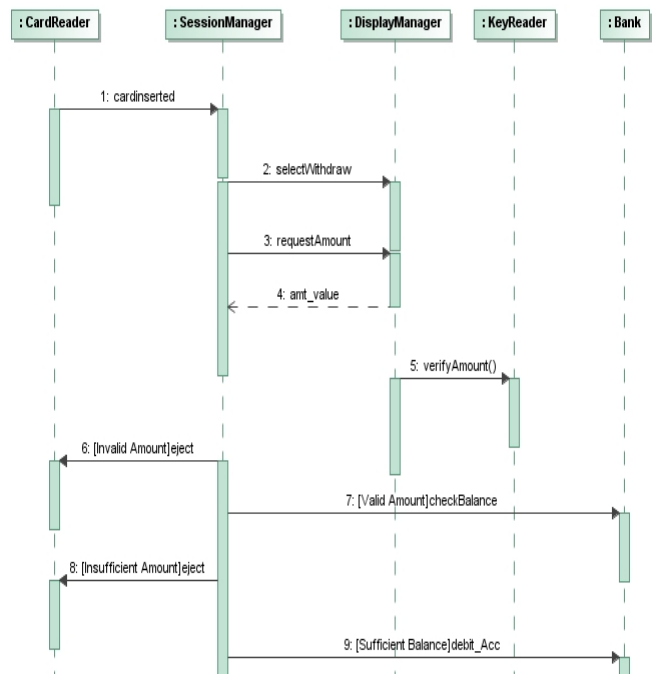 : CardReader
: SessionManager
: DisplayManager
: KeyReader
: Bank
1: cardinserted
2: selectWithdraw
3: requestAmount
4: amt_value
5: verifyAmount()
6: [Invalid Amount]eject
7: [Valid Amount]checkBalance
8: [Insufficient Amount]eject
9: [Sufficient Balance]debit_Acc